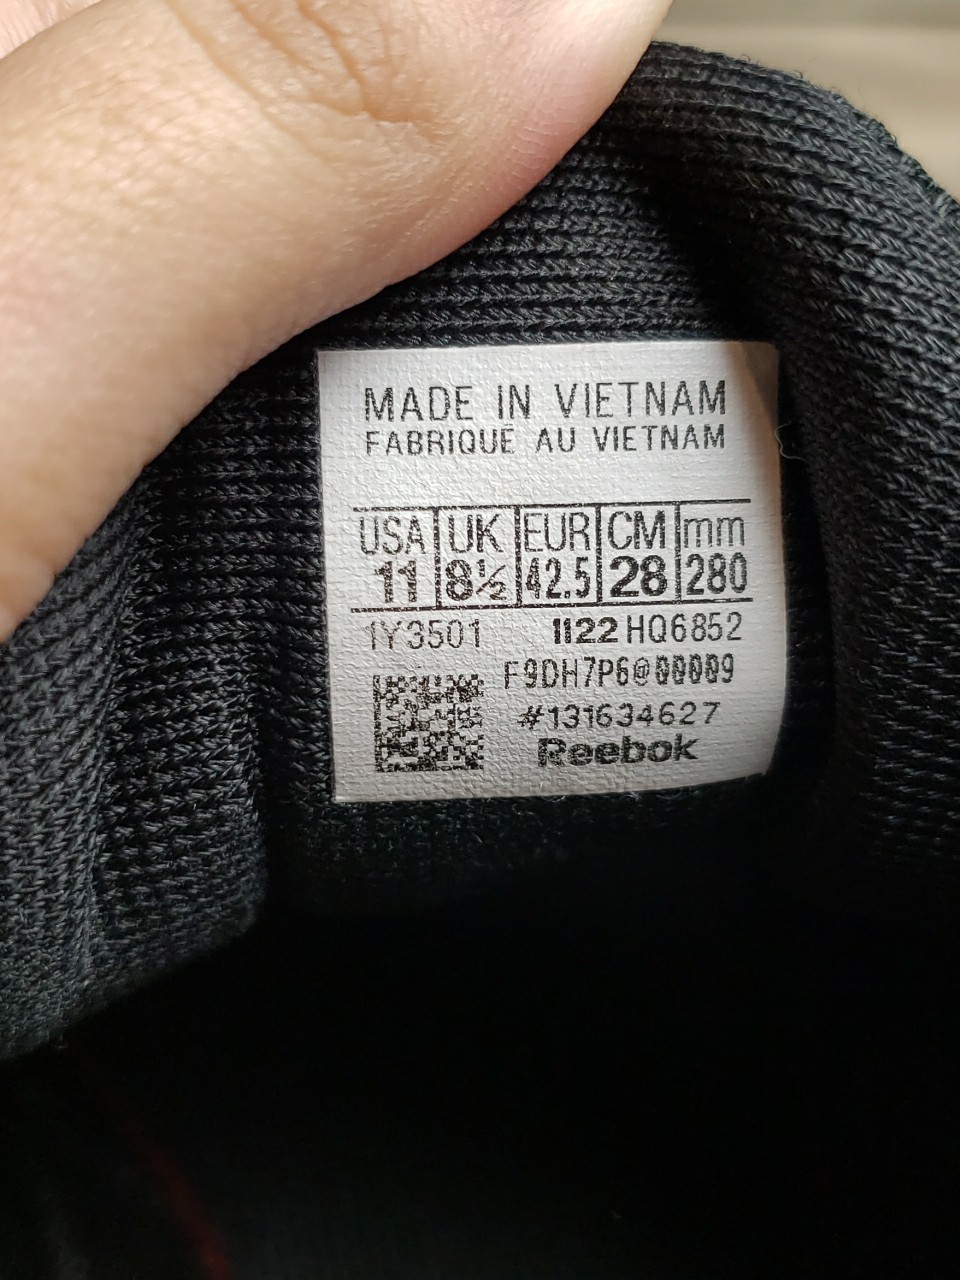 MADE IN VIETNAM
FABRIQUÉ AU VIETNAM
USA UK EUR CM mm
11 8½ 42.5 28 280
1Y3501 1122 HQ6852
F9DH7P6@00009
#131634627
Reebok